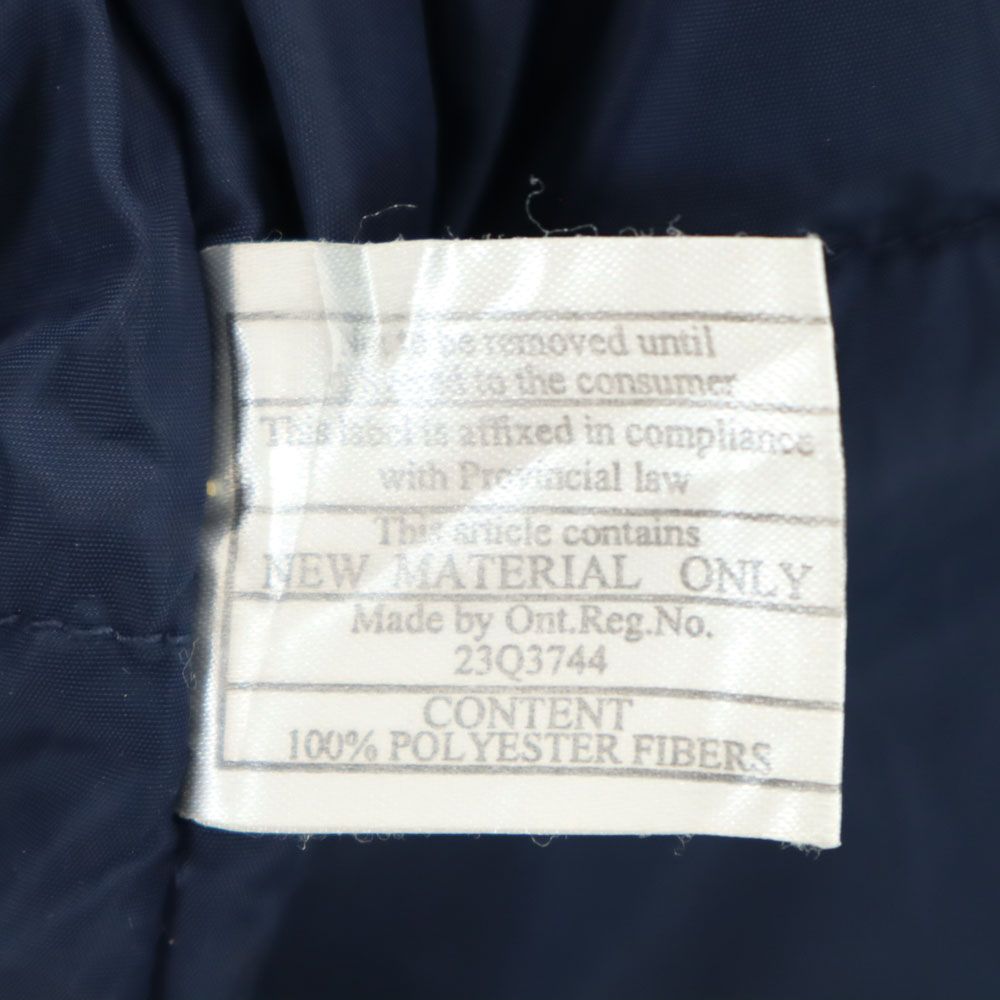 be removed until
to the consumer
This label is affixed in compliance
with Provincial law
This article contains
NEW MATERIAL ONLY
Made by Ont.Reg.No.
23Q3744
CONTENT
100% POLYESTER FIBERS